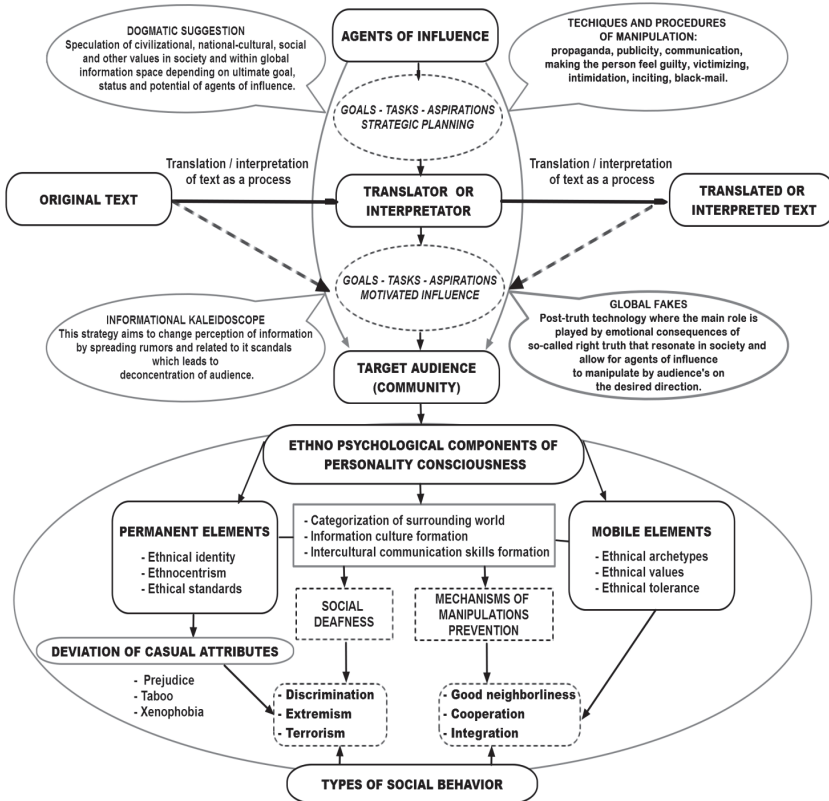 DOGMATIC SUGGESTION
Speculation of civilizational, national-cultural, social
and other values in society and within global
information space depending on ultimate goal,
status and potential of agents of influence.
AGENTS OF INFLUENCE
TECHIQUES AND PROCEDURES
OF MANIPULATION:
propaganda, publicity, communication,
making the person feel guilty, victimizing,
intimidation, inciting, black-mail.
GOALS - TASKS - ASPIRATIONS
STRATEGIC PLANNING
Translation / interpretation
of text as a process
Translation / interpretation
of text as a process
ORIGINAL TEXT
TRANSLATOR OR
INTERPRETATOR
TRANSLATED OR
INTERPRETED TEXT
GOALS - TASKS - ASPIRATIONS
MOTIVATED INFLUENCE
INFORMATIONAL KALEIDOSCOPE
This strategy aims to change perception of information
by spreading rumors and related to it scandals
which leads to
deconcentration of audience.
GLOBAL FAKES
Post-truth technology where the main role is
played by emotional consequences of
so-called right truth that resonate in society and
allow for agents of influence
to manipulate by audience's on
the desired direction.
TARGET AUDIENCE
(COMMUNITY)
ETHNO PSYCHOLOGICAL COMPONENTS OF
PERSONALITY CONSCIOUSNESS
PERMANENT ELEMENTS
- Ethnical identity
- Ethnocentrism
- Ethical standards
- Categorization of surrounding world
- Information culture formation
- Intercultural communication skills formation
MOBILE ELEMENTS
- Ethnical archetypes
- Ethnical values
- Ethnical tolerance
SOCIAL
DEAFNESS
MECHANISMS OF
MANIPULATIONS
PREVENTION
DEVIATION OF CASUAL ATTRIBUTES
- Prejudice
- Taboo
- Xenophobia
- Discrimination
- Extremism
- Terrorism
- Good neighborliness
- Cooperation
- Integration
TYPES OF SOCIAL BEHAVIOR